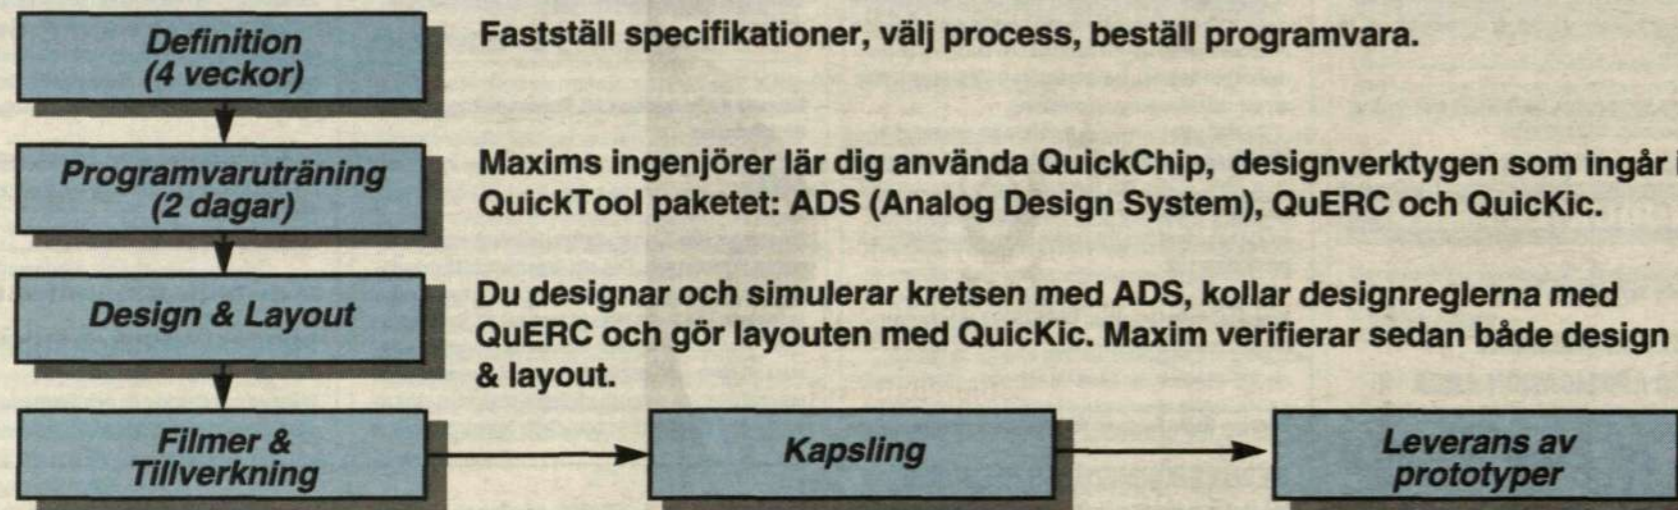 Definition
(4 veckor)
Fastställ specifikationer, välj process, beställ programvara.
Programvaruträning
(2 dagar)
Maxims ingenjörer lär dig använda QuickChip, designverktygen som ingår i
QuickTool paketet: ADS (Analog Design System), QuERC och QuicKic.
Design & Layout
Du designar och simulerar kretsen med ADS, kollar designreglerna med
QuERC och gör layouten med QuicKic. Maxim verifierar sedan både design
& layout.
Filmer &
Tillverkning
Kapsling
Leverans av
prototyper